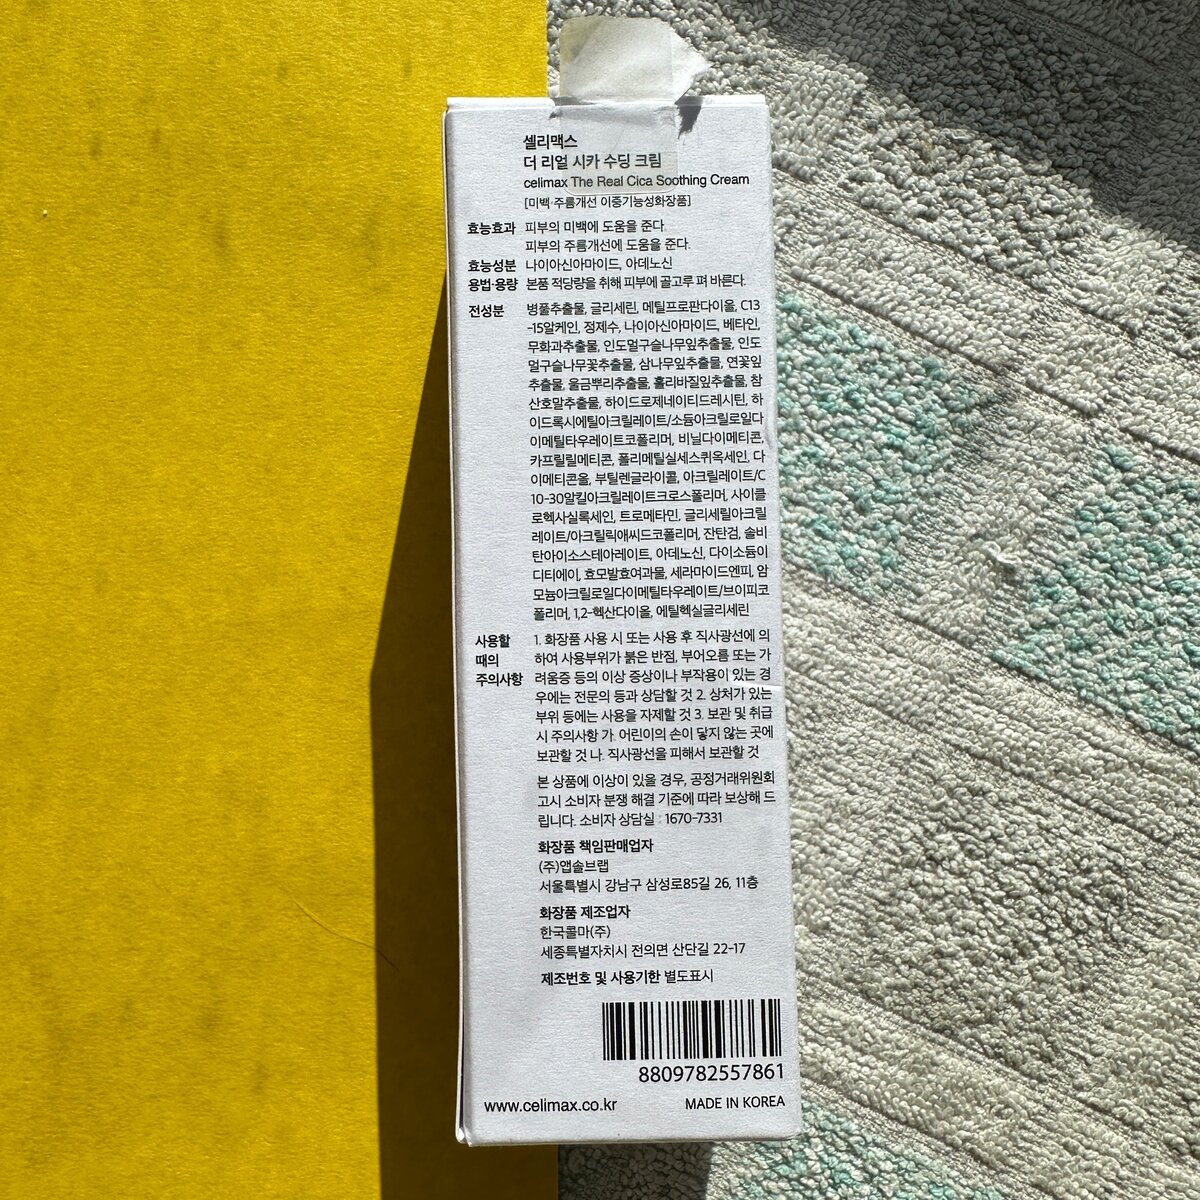 셀리맥스
더 리얼 시카 수딩 크림
celimax The Real Cica Soothing Cream
[미백·주름개선 이중기능성화장품]
효능효과 피부의 미백에 도움을 준다.
피부의 주름개선에 도움을 준다.
효능성분 나이아신아마이드, 아데노신
용법·용량 본품 적당량을 취해 피부에 골고루 펴 바른다.
전성분 병풀추출물, 글리세린, 메틸프로판다이올, C13
-15알케인, 정제수, 나이아신아마이드, 베타인,
무화과추출물, 인도멀구슬나무잎추출물, 인도
멀구슬나무꽃추출물, 삼나무잎추출물, 연꽃잎
추출물, 울금뿌리추출물, 홀리바질잎추출물, 참
산호말추출물, 하이드로제네이티드레시틴, 하
이드록시에틸아크릴레이트/소듐아크릴로일다
이메틸타우레이트코폴리머, 비닐다이메티콘,
카프릴릴메티콘, 폴리메틸실세스퀴옥세인, 다
이메티콘올, 부틸렌글라이콜, 아크릴레이트/C
10-30알킬아크릴레이트크로스폴리머, 사이클
로헥사실록세인, 트로메타민, 글리세릴아크릴
레이트/아크릴릭애씨드코폴리머, 잔탄검, 솔비
탄아이소스테아레이트, 아데노신, 다이소듐이
디티에이, 효모발효여과물, 세라마이드엔피, 암
모늄아크릴로일다이메틸타우레이트/브이피코
폴리머, 1,2-헥산다이올, 에틸헥실글리세린
사용할 때의 주의사항 1. 화장품 사용 시 또는 사용 후 직사광선에 의
하여 사용부위가 붉은 반점, 부어오름 또는 가
려움증 등의 이상 증상이나 부작용이 있는 경
우에는 전문의 등과 상담할 것 2. 상처가 있는
부위 등에는 사용을 자제할 것 3. 보관 및 취급
시 주의사항 가. 어린이의 손이 닿지 않는 곳에
보관할 것 나. 직사광선을 피해서 보관할 것
본 상품에 이상이 있을 경우, 공정거래위원회
고시 소비자 분쟁 해결 기준에 따라 보상해 드
립니다. 소비자 상담실 : 1670-7331
화장품 책임판매업자
(주)앱솔브랩
서울특별시 강남구 삼성로85길 26, 11층
화장품 제조업자
한국콜마(주)
세종특별자치시 전의면 산단길 22-17
제조번호 및 사용기한 별도표시
8809782557861
www.celimax.co.kr MADE IN KOREA